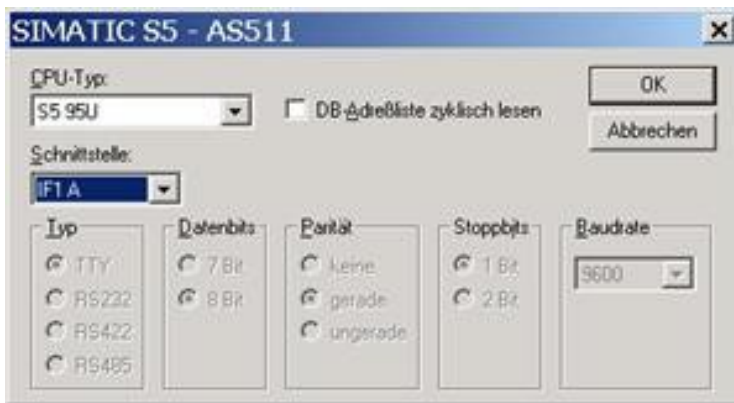 SIMATIC S5 - AS511
CPU-Typ:
S5 95U
DB-Adreßliste zyklisch lesen
OK
Abbrechen
Schnittstelle:
IF1 A
Typ
TTY
RS232
RS422
RS485
Datenbits
7 Bit
8 Bit
Parität
keine
gerade
ungerade
Stoppbits
1 Bit
2 Bit
Baudrate
9600